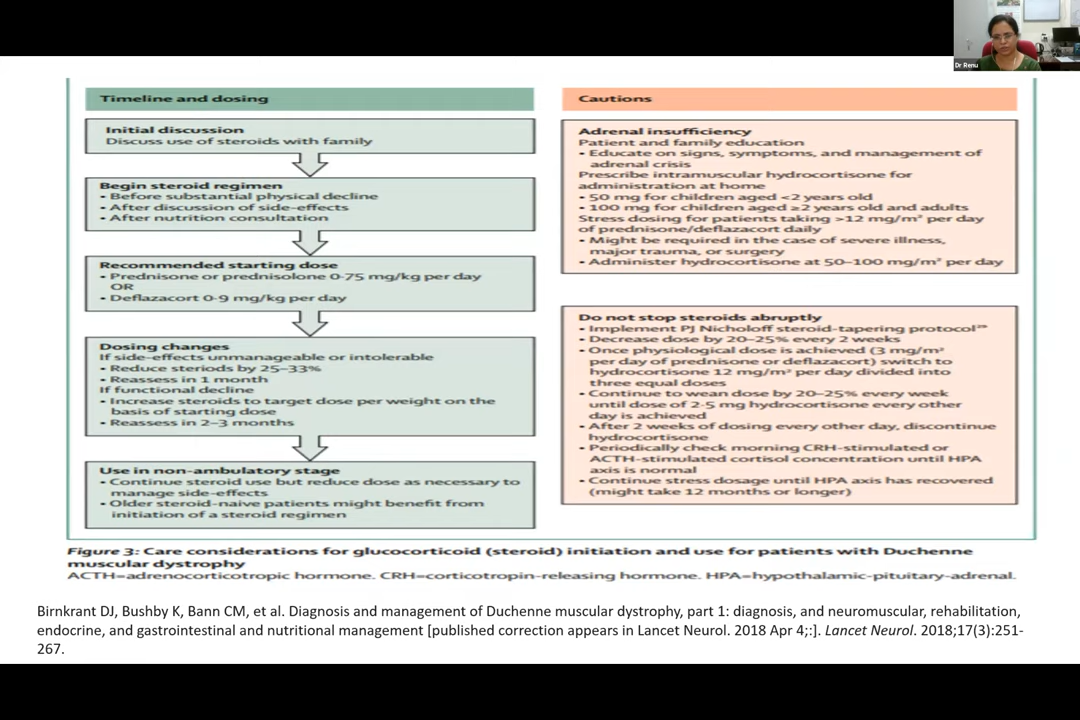 Dr Renu
Timeline and dosing
Initial discussion
Discuss use of steroids with family
Begin steroid regimen
• Before substantial physical decline
• After discussion of side-effects
• After nutrition consultation
Recommended starting dose
• Prednisone or prednisolone 0·75 mg/kg per day
OR
• Deflazacort 0·9 mg/kg per day
Dosing changes
If side-effects unmanageable or intolerable
• Reduce steriods by 25–33%
• Reassess in 1 month
If functional decline
• Increase steroids to target dose per weight on the
basis of starting dose
• Reassess in 2–3 months
Use in non-ambulatory stage
• Continue steroid use but reduce dose as necessary to
manage side-effects
• Older steroid-naive patients might benefit from
initiation of a steroid regimen
Cautions
Adrenal insufficiency
Patient and family education
• Educate on signs, symptoms, and management of
adrenal crisis
Prescribe intramuscular hydrocortisone for
administration at home
• 50 mg for children aged <2 years old
• 100 mg for children aged ≥2 years old and adults
Stress dosing for patients taking >12 mg/m² per day
of prednisone/deflazacort daily
• Might be required in the case of severe illness,
major trauma, or surgery
• Administer hydrocortisone at 50–100 mg/m² per day
Do not stop steroids abruptly
• Implement PJ Nicholoff steroid-tapering protocol
• Decrease dose by 20–25% every 2 weeks
• Once physiological dose is achieved (3 mg/m²
per day of prednisone or deflazacort) switch to
hydrocortisone 12 mg/m² per day divided into
three equal doses
• Continue to wean dose by 20–25% every week
until dose of 2·5 mg hydrocortisone every other
day is achieved
• After 2 weeks of dosing every other day, discontinue
hydrocortisone
• Periodically check morning CRH-stimulated or
ACTH-stimulated cortisol concentration until HPA
axis is normal
• Continue stress dosage until HPA axis has recovered
(might take 12 months or longer)
Figure 3: Care considerations for glucocorticoid (steroid) initiation and use for patients with Duchenne
muscular dystrophy
ACTH=adrenocorticotropic hormone. CRH=corticotropin-releasing hormone. HPA=hypothalamic-pituitary-adrenal.
Birnkrant DJ, Bushby K, Bann CM, et al. Diagnosis and management of Duchenne muscular dystrophy, part 1: diagnosis, and neuromuscular, rehabilitation,
endocrine, and gastrointestinal and nutritional management [published correction appears in Lancet Neurol. 2018 Apr 4;:]. Lancet Neurol. 2018;17(3):251-
267.